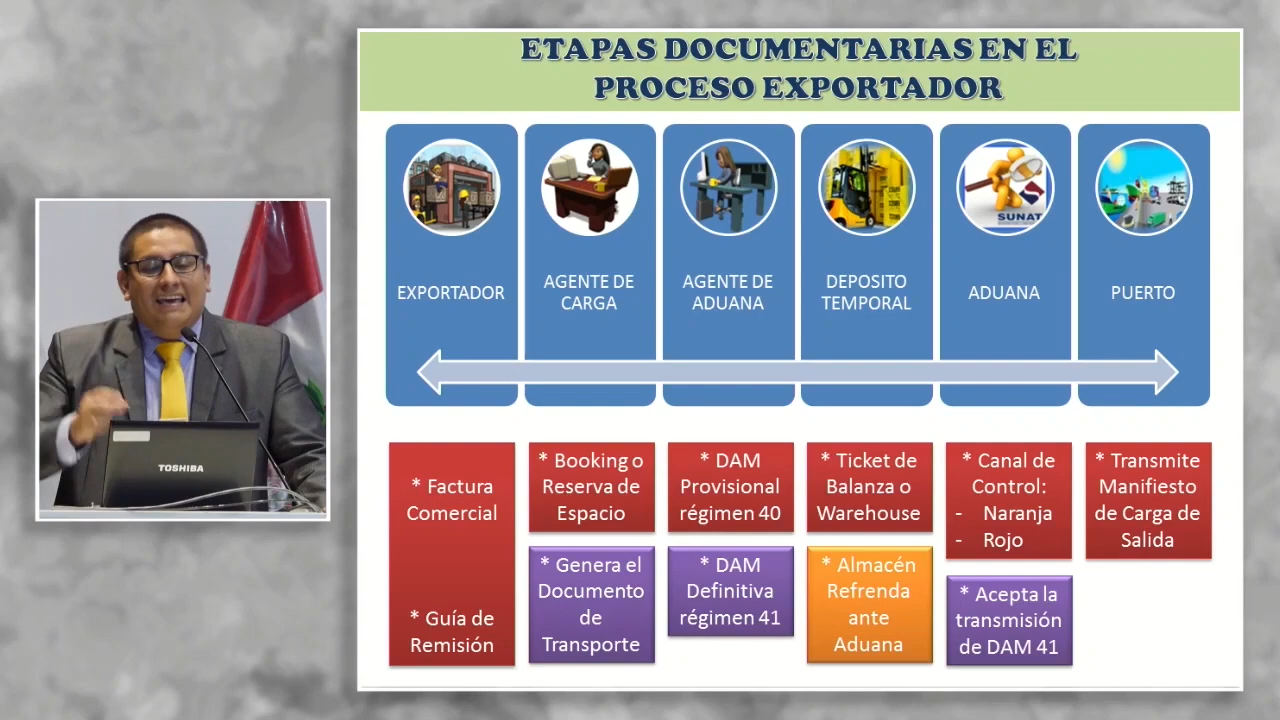 ETAPAS DOCUMENTARIAS EN EL
PROCESO EXPORTADOR
EXPORTADOR
AGENTE DE
CARGA
AGENTE DE
ADUANA
DEPOSITO
TEMPORAL
SUNAT
ADUANA
PUERTO
* Factura
Comercial
* Guía de
Remisión
* Booking o
Reserva de
Espacio
* Genera el
Documento
de
Transporte
* DAM
Provisional
régimen 40
* DAM
Definitiva
régimen 41
* Ticket de
Balanza o
Warehouse
* Almacén
Refrenda
ante
Aduana
* Canal de
Control:
- Naranja
- Rojo
* Acepta la
transmisión
de DAM 41
* Transmite
Manifiesto
de Carga de
Salida
TOSHIBA